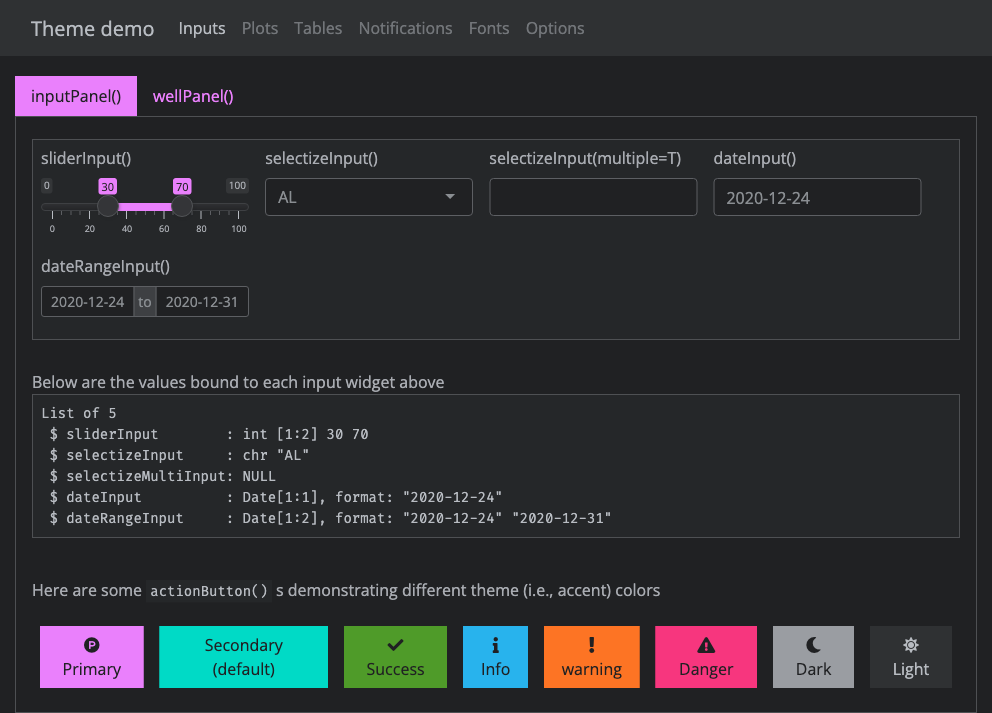 Theme demo Inputs Plots Tables Notifications Fonts Options
inputPanel() wellPanel()
sliderInput() selectizeInput() selectizeInput(multiple=T) dateInput()
0 30 70 100
AL 2020-12-24
0 20 40 60 80 100
dateRangeInput()
2020-12-24 to 2020-12-31
Below are the values bound to each input widget above
List of 5
$ sliderInput : int [1:2] 30 70
$ selectizeInput : chr "AL"
$ selectizeMultiInput: NULL
$ dateInput : Date[1:1], format: "2020-12-24"
$ dateRangeInput : Date[1:2], format: "2020-12-24" "2020-12-31"
Here are some actionButton() s demonstrating different theme (i.e., accent) colors
P Primary
Secondary
(default)
Success
Info
warning
Danger
Dark
Light